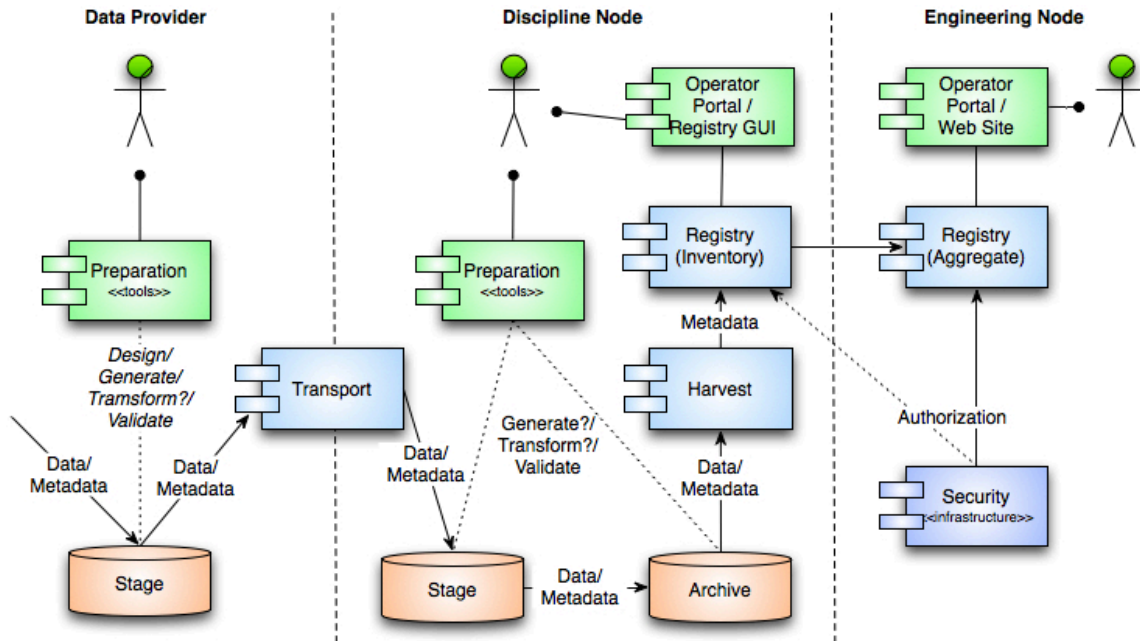 Data Provider
Discipline Node
Engineering Node
Operator
Portal /
Registry GUI
Operator
Portal /
Web Site
Registry
(Inventory)
Registry
(Aggregate)
Preparation
<<tools>>
Preparation
<<tools>>
Metadata
Design/
Generate/
Tramsform?/
Validate
Transport
Harvest
Generate?/
Transform?/
Validate
Authorization
Data/
Metadata
Data/
Metadata
Data/
Metadata
Data/
Metadata
Security
<<infrastructure>>
Stage
Stage
Data/
Metadata
Archive